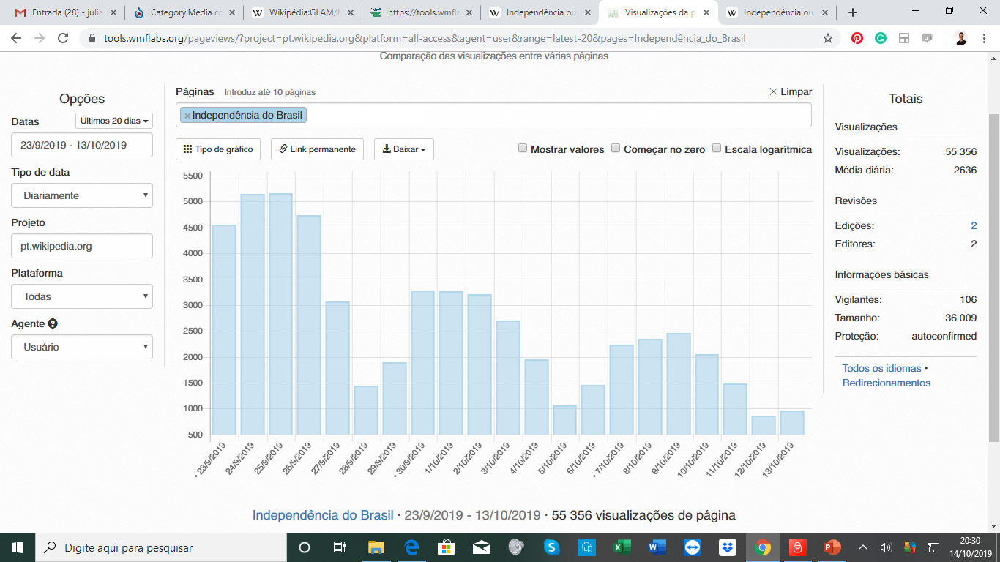 Entrada (28) - julia
Category:Media co
Wikipédia:GLAM/
https://tools.wmfla
Independência ou
Visualizações da p
Independência ou
tools.wmflabs.org/pageviews/?project=pt.wikipedia.org&platform=all-access&agent=user&range=latest-20&pages=Independência_do_Brasil
Comparação das visualizações entre várias páginas
Opções
Datas
Últimos 20 dias
23/9/2019 - 13/10/2019
Tipo de data
Diariamente
Projeto
pt.wikipedia.org
Plataforma
Todas
Agente
Usuário
Páginas Introduz até 10 páginas
× Limpar
× Independência do Brasil
Tipo de gráfico
Link permanente
Baixar
Mostrar valores
Começar no zero
Escala logarítmica
5500
5000
4500
4000
3500
3000
2500
2000
1500
1000
500
• 23/9/2019
24/9/2019
25/9/2019
26/9/2019
27/9/2019
28/9/2019
29/9/2019
• 30/9/2019
1/10/2019
2/10/2019
3/10/2019
4/10/2019
5/10/2019
6/10/2019
• 7/10/2019
8/10/2019
9/10/2019
10/10/2019
11/10/2019
12/10/2019
13/10/2019
Independência do Brasil · 23/9/2019 - 13/10/2019 · 55 356 visualizações de página
Totais
Visualizações
Visualizações: 55 356
Média diária: 2636
Revisões
Edições: 2
Editores: 2
Informações básicas
Vigilantes: 106
Tamanho: 36 009
Proteção: autoconfirmed
Todos os idiomas •
Redirecionamentos
Digite aqui para pesquisar
20:30
14/10/2019